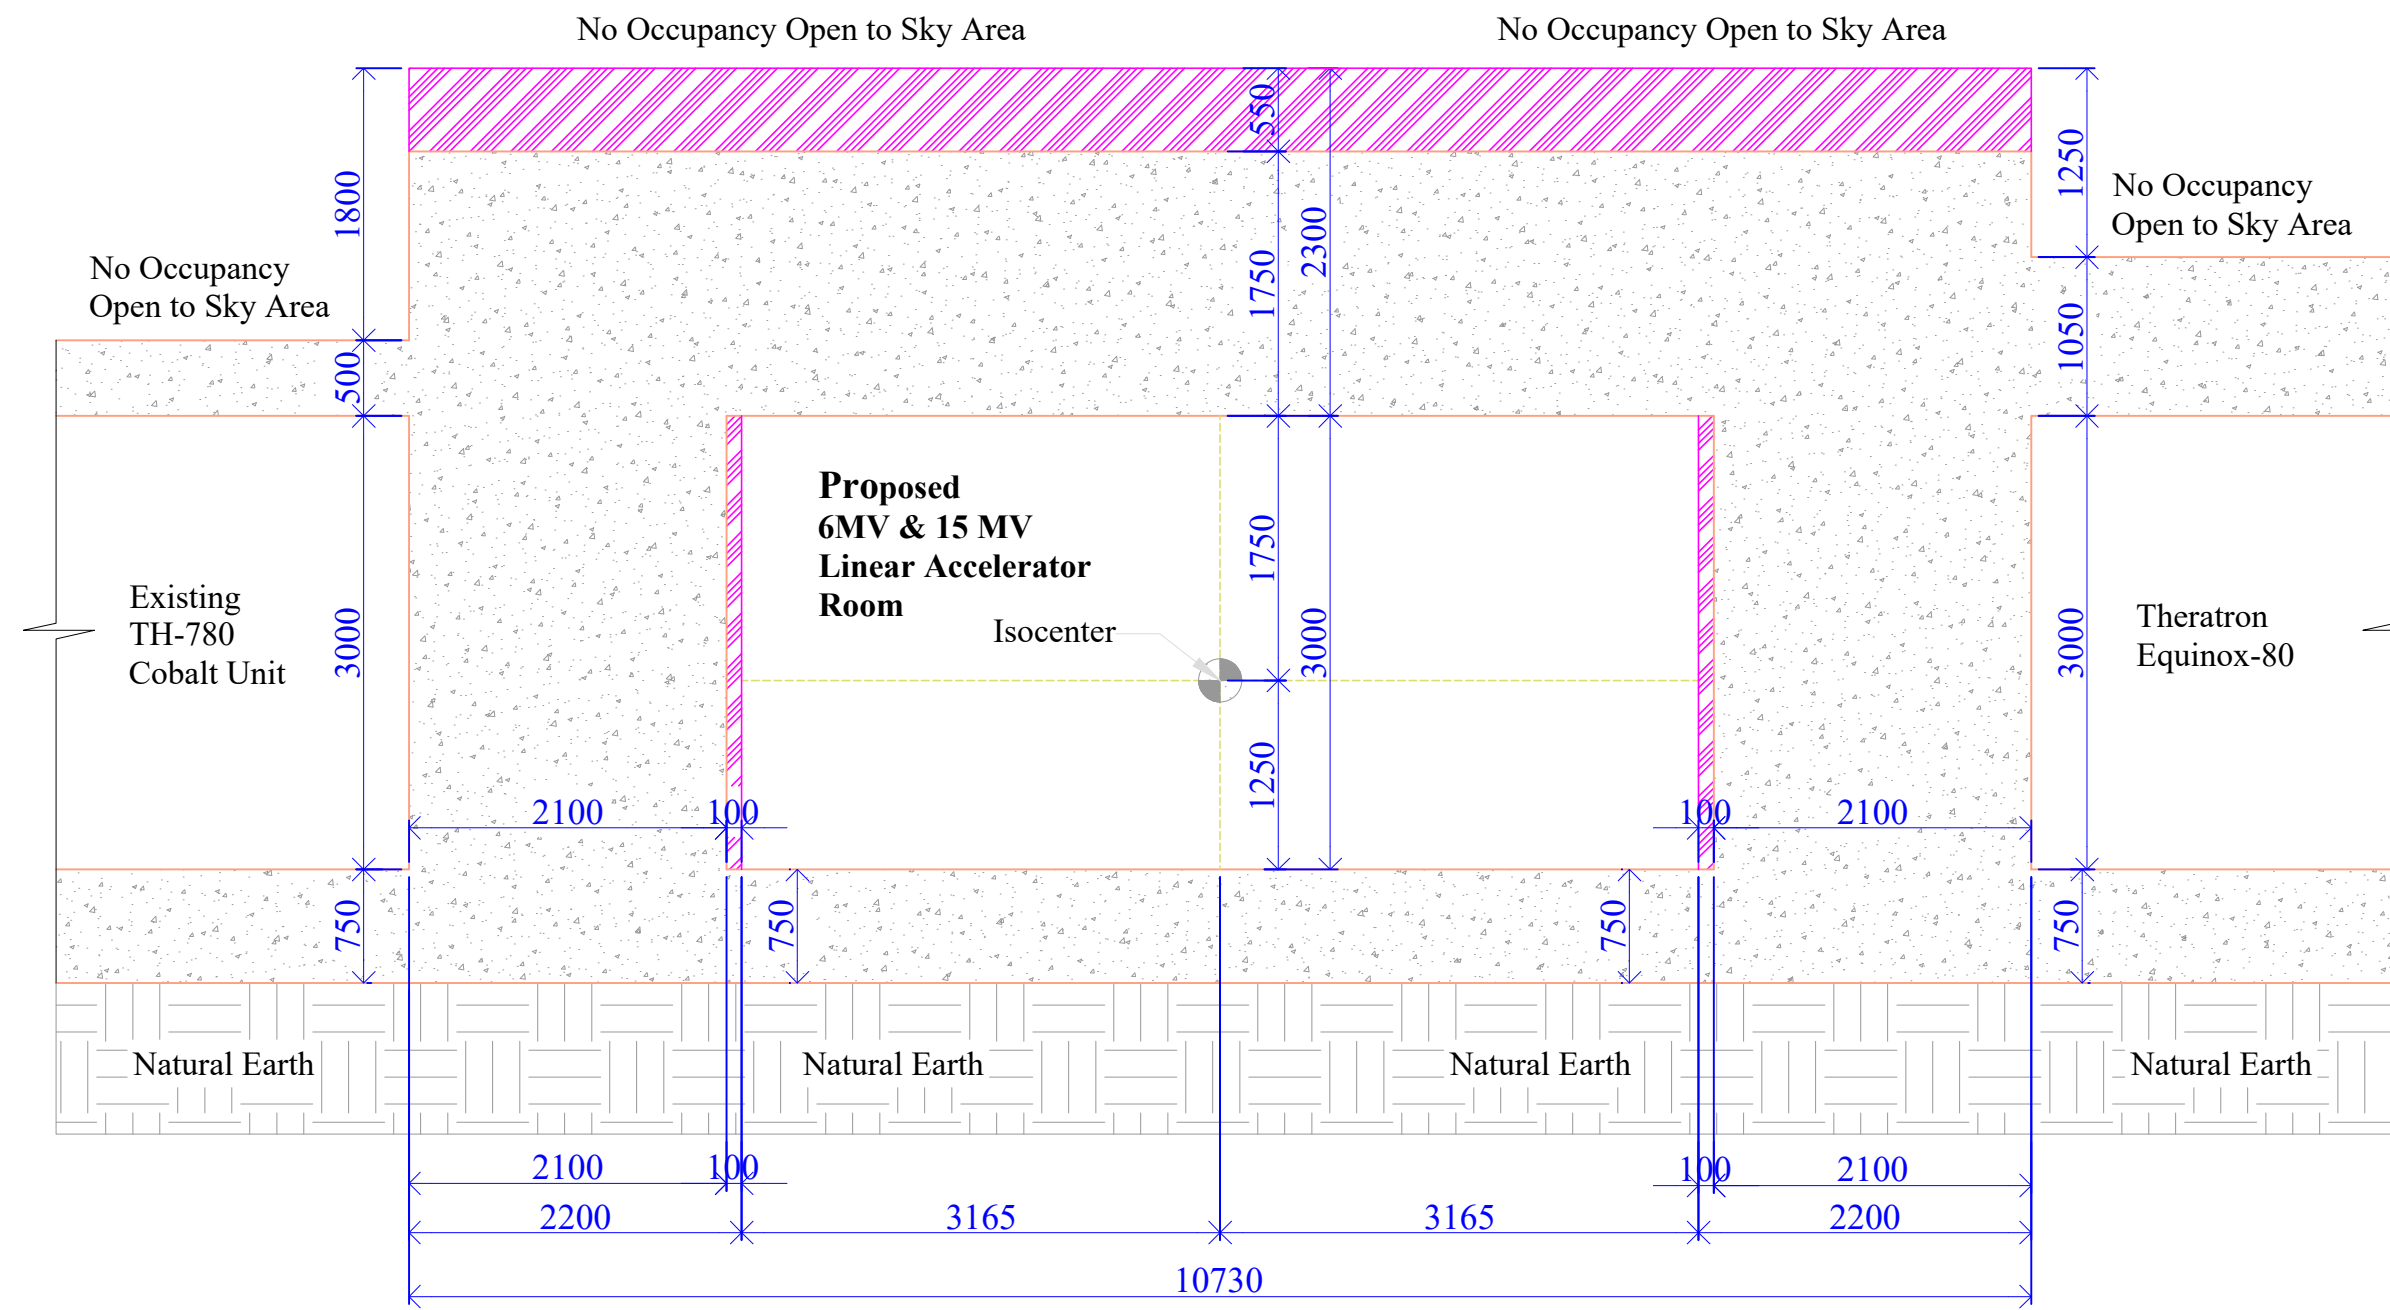 No Occupancy Open to Sky Area
No Occupancy Open to Sky Area
550
1800
1250
No Occupancy
Open to Sky Area
1750
2300
No Occupancy
Open to Sky Area
500
1050
Proposed
6MV & 15 MV
Linear Accelerator
Room
1750
Isocenter
Existing
TH-780
Cobalt Unit
3000
3000
3000
Theratron
Equinox-80
1250
2100
100
100
2100
750
750
750
750
Natural Earth
Natural Earth
Natural Earth
Natural Earth
2100
100
100
2100
2200
3165
3165
2200
10730